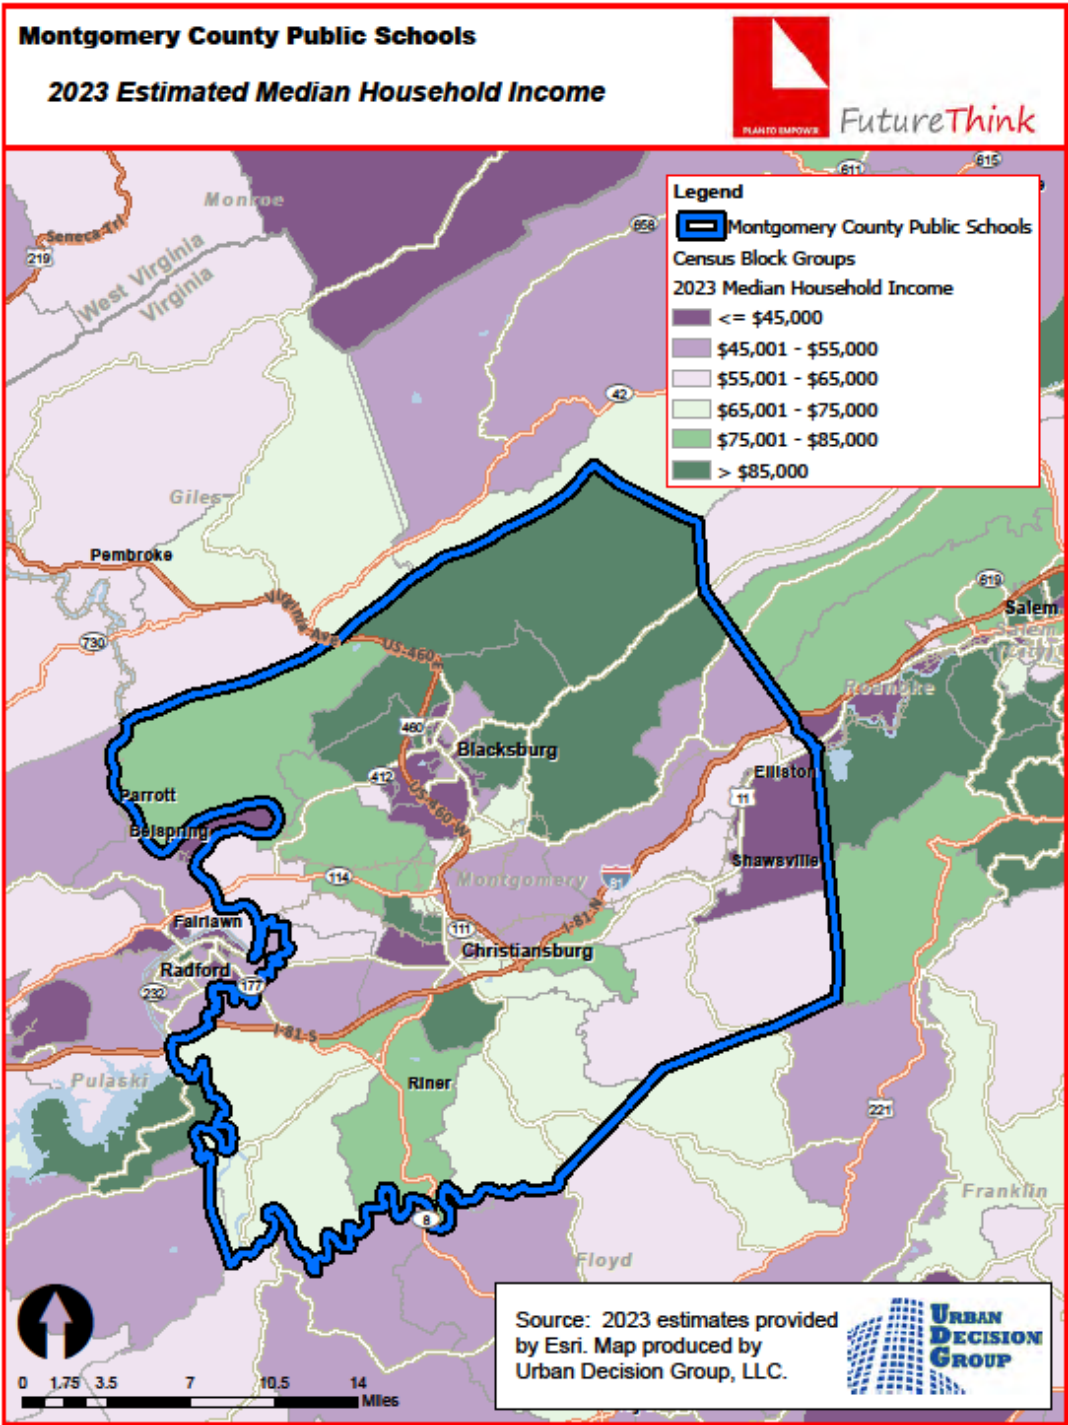 Montgomery County Public Schools
2023 Estimated Median Household Income
PLAN TO EMPOWER
FutureThink
Legend
Montgomery County Public Schools
Census Block Groups
2023 Median Household Income
<= $45,000
$45,001 - $55,000
$55,001 - $65,000
$65,001 - $75,000
$75,001 - $85,000
> $85,000
615
611
Monroe
658
Seneca Trl
219
West Virginia
Virginia
42
Giles
Pembroke
619
Salem
Salem
(City)
Virginia Ave
730
US-460 E
Roanoke
460
Blacksburg
Elliston
412
Parrott
US-460-W
11
Belspring
Shawsville
114
Montgomery
81
Fairlawn
I-81-N
111
Christiansburg
Radford
177
232
I-81-S
Pulaski
Riner
221
Franklin
8
Floyd
Source: 2023 estimates provided
by Esri. Map produced by
Urban Decision Group, LLC.
URBAN
DECISION
GROUP
0 1.75 3.5 7 10.5 14
Miles